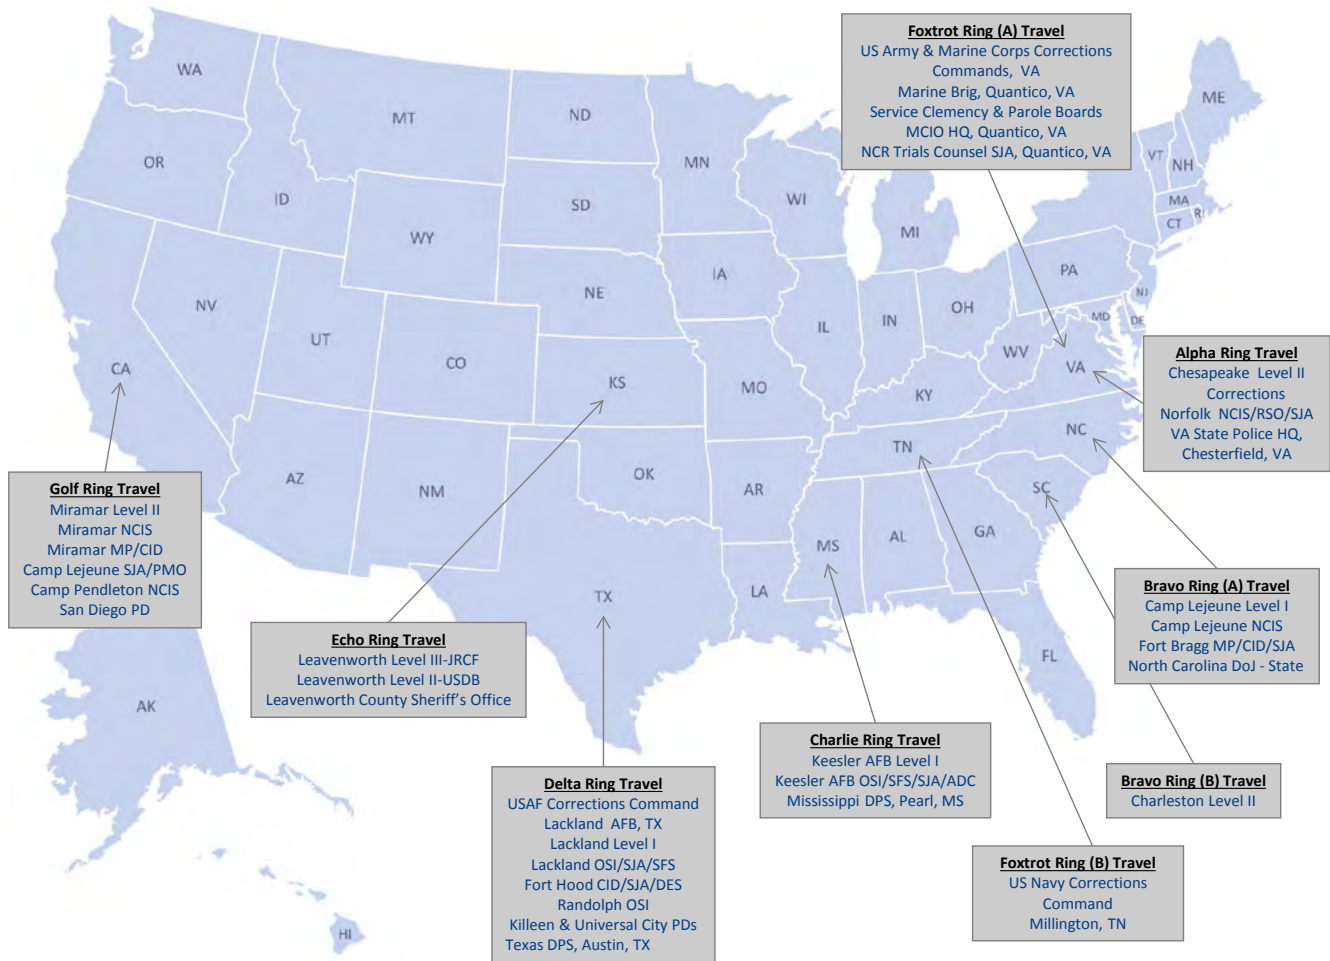 Foxtrot Ring (A) Travel
US Army & Marine Corps Corrections
Commands, VA
Marine Brig, Quantico, VA
Service Clemency & Parole Boards
MCIO HQ, Quantico, VA
NCR Trials Counsel SJA, Quantico, VA
WA
MT
ND
MN
ME
VT
NH
OR
ID
SD
WI
MI
MA
CT
RI
WY
IA
PA
NJ
NE
NV
UT
CO
IL
IN
OH
MD
DE
WV
VA
CA
KS
MO
KY
Alpha Ring Travel
Chesapeake Level II
Corrections
Norfolk NCIS/RSO/SJA
VA State Police HQ,
Chesterfield, VA
NC
TN
AZ
NM
OK
AR
SC
MS
AL
GA
TX
LA
FL
AK
HI
Golf Ring Travel
Miramar Level II
Miramar NCIS
Miramar MP/CID
Camp Lejeune SJA/PMO
Camp Pendleton NCIS
San Diego PD
Bravo Ring (A) Travel
Camp Lejeune Level I
Camp Lejeune NCIS
Fort Bragg MP/CID/SJA
North Carolina DoJ - State
Echo Ring Travel
Leavenworth Level III-JRCF
Leavenworth Level II-USDB
Leavenworth County Sheriff's Office
Charlie Ring Travel
Keesler AFB Level I
Keesler AFB OSI/SFS/SJA/ADC
Mississippi DPS, Pearl, MS
Bravo Ring (B) Travel
Charleston Level II
Delta Ring Travel
USAF Corrections Command
Lackland AFB, TX
Lackland Level I
Lackland OSI/SJA/SFS
Fort Hood CID/SJA/DES
Randolph OSI
Killeen & Universal City PDs
Texas DPS, Austin, TX
Foxtrot Ring (B) Travel
US Navy Corrections
Command
Millington, TN